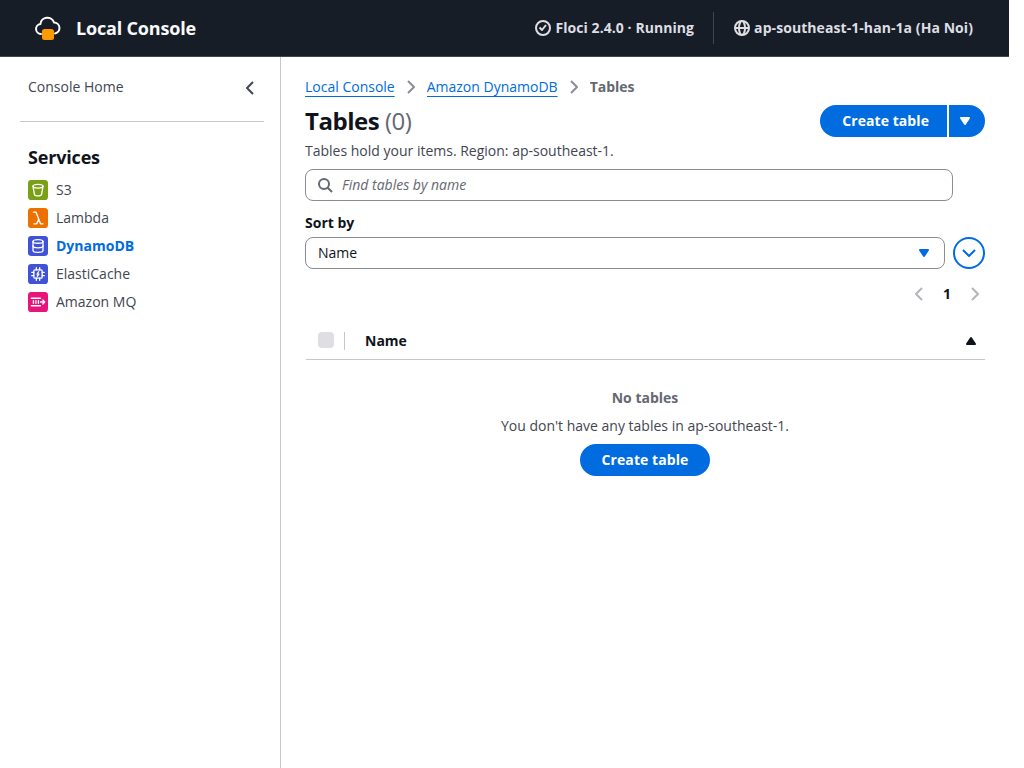 Local Console
Floci 2.4.0 · Running
ap-southeast-1-han-1a (Ha Noi)
Console Home
Services
S3
Lambda
DynamoDB
ElastiCache
Amazon MQ
Local Console > Amazon DynamoDB > Tables
Tables (0)
Create table
Tables hold your items. Region: ap-southeast-1.
Find tables by name
Sort by
Name
1
Name
No tables
You don't have any tables in ap-southeast-1.
Create table